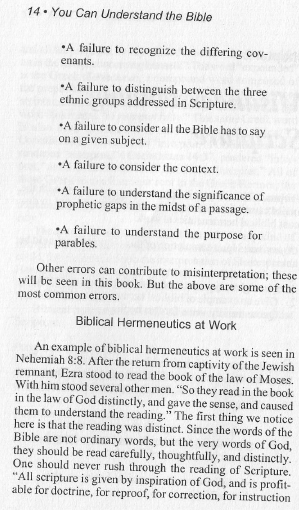 14 • You Can Understand the Bible
•A failure to recognize the differing cov-
enants.
•A failure to distinguish between the three
ethnic groups addressed in Scripture.
•A failure to consider all the Bible has to say
on a given subject.
•A failure to consider the context.
•A failure to understand the significance of
prophetic gaps in the midst of a passage.
•A failure to understand the purpose for
parables.
Other errors can contribute to misinterpretation; these
will be seen in this book. But the above are some of the
most common errors.
Biblical Hermeneutics at Work
An example of biblical hermeneutics at work is seen in
Nehemiah 8:8. After the return from captivity of the Jewish
remnant, Ezra stood to read the book of the law of Moses.
With him stood several other men. “So they read in the book
in the law of God distinctly, and gave the sense, and caused
them to understand the reading.” The first thing we notice
here is that the reading was distinct. Since the words of the
Bible are not ordinary words, but the very words of God,
they should be read carefully, thoughtfully, and distinctly.
One should never rush through the reading of Scripture.
“All scripture is given by inspiration of God, and is profit-
able for doctrine, for reproof, for correction, for instruction